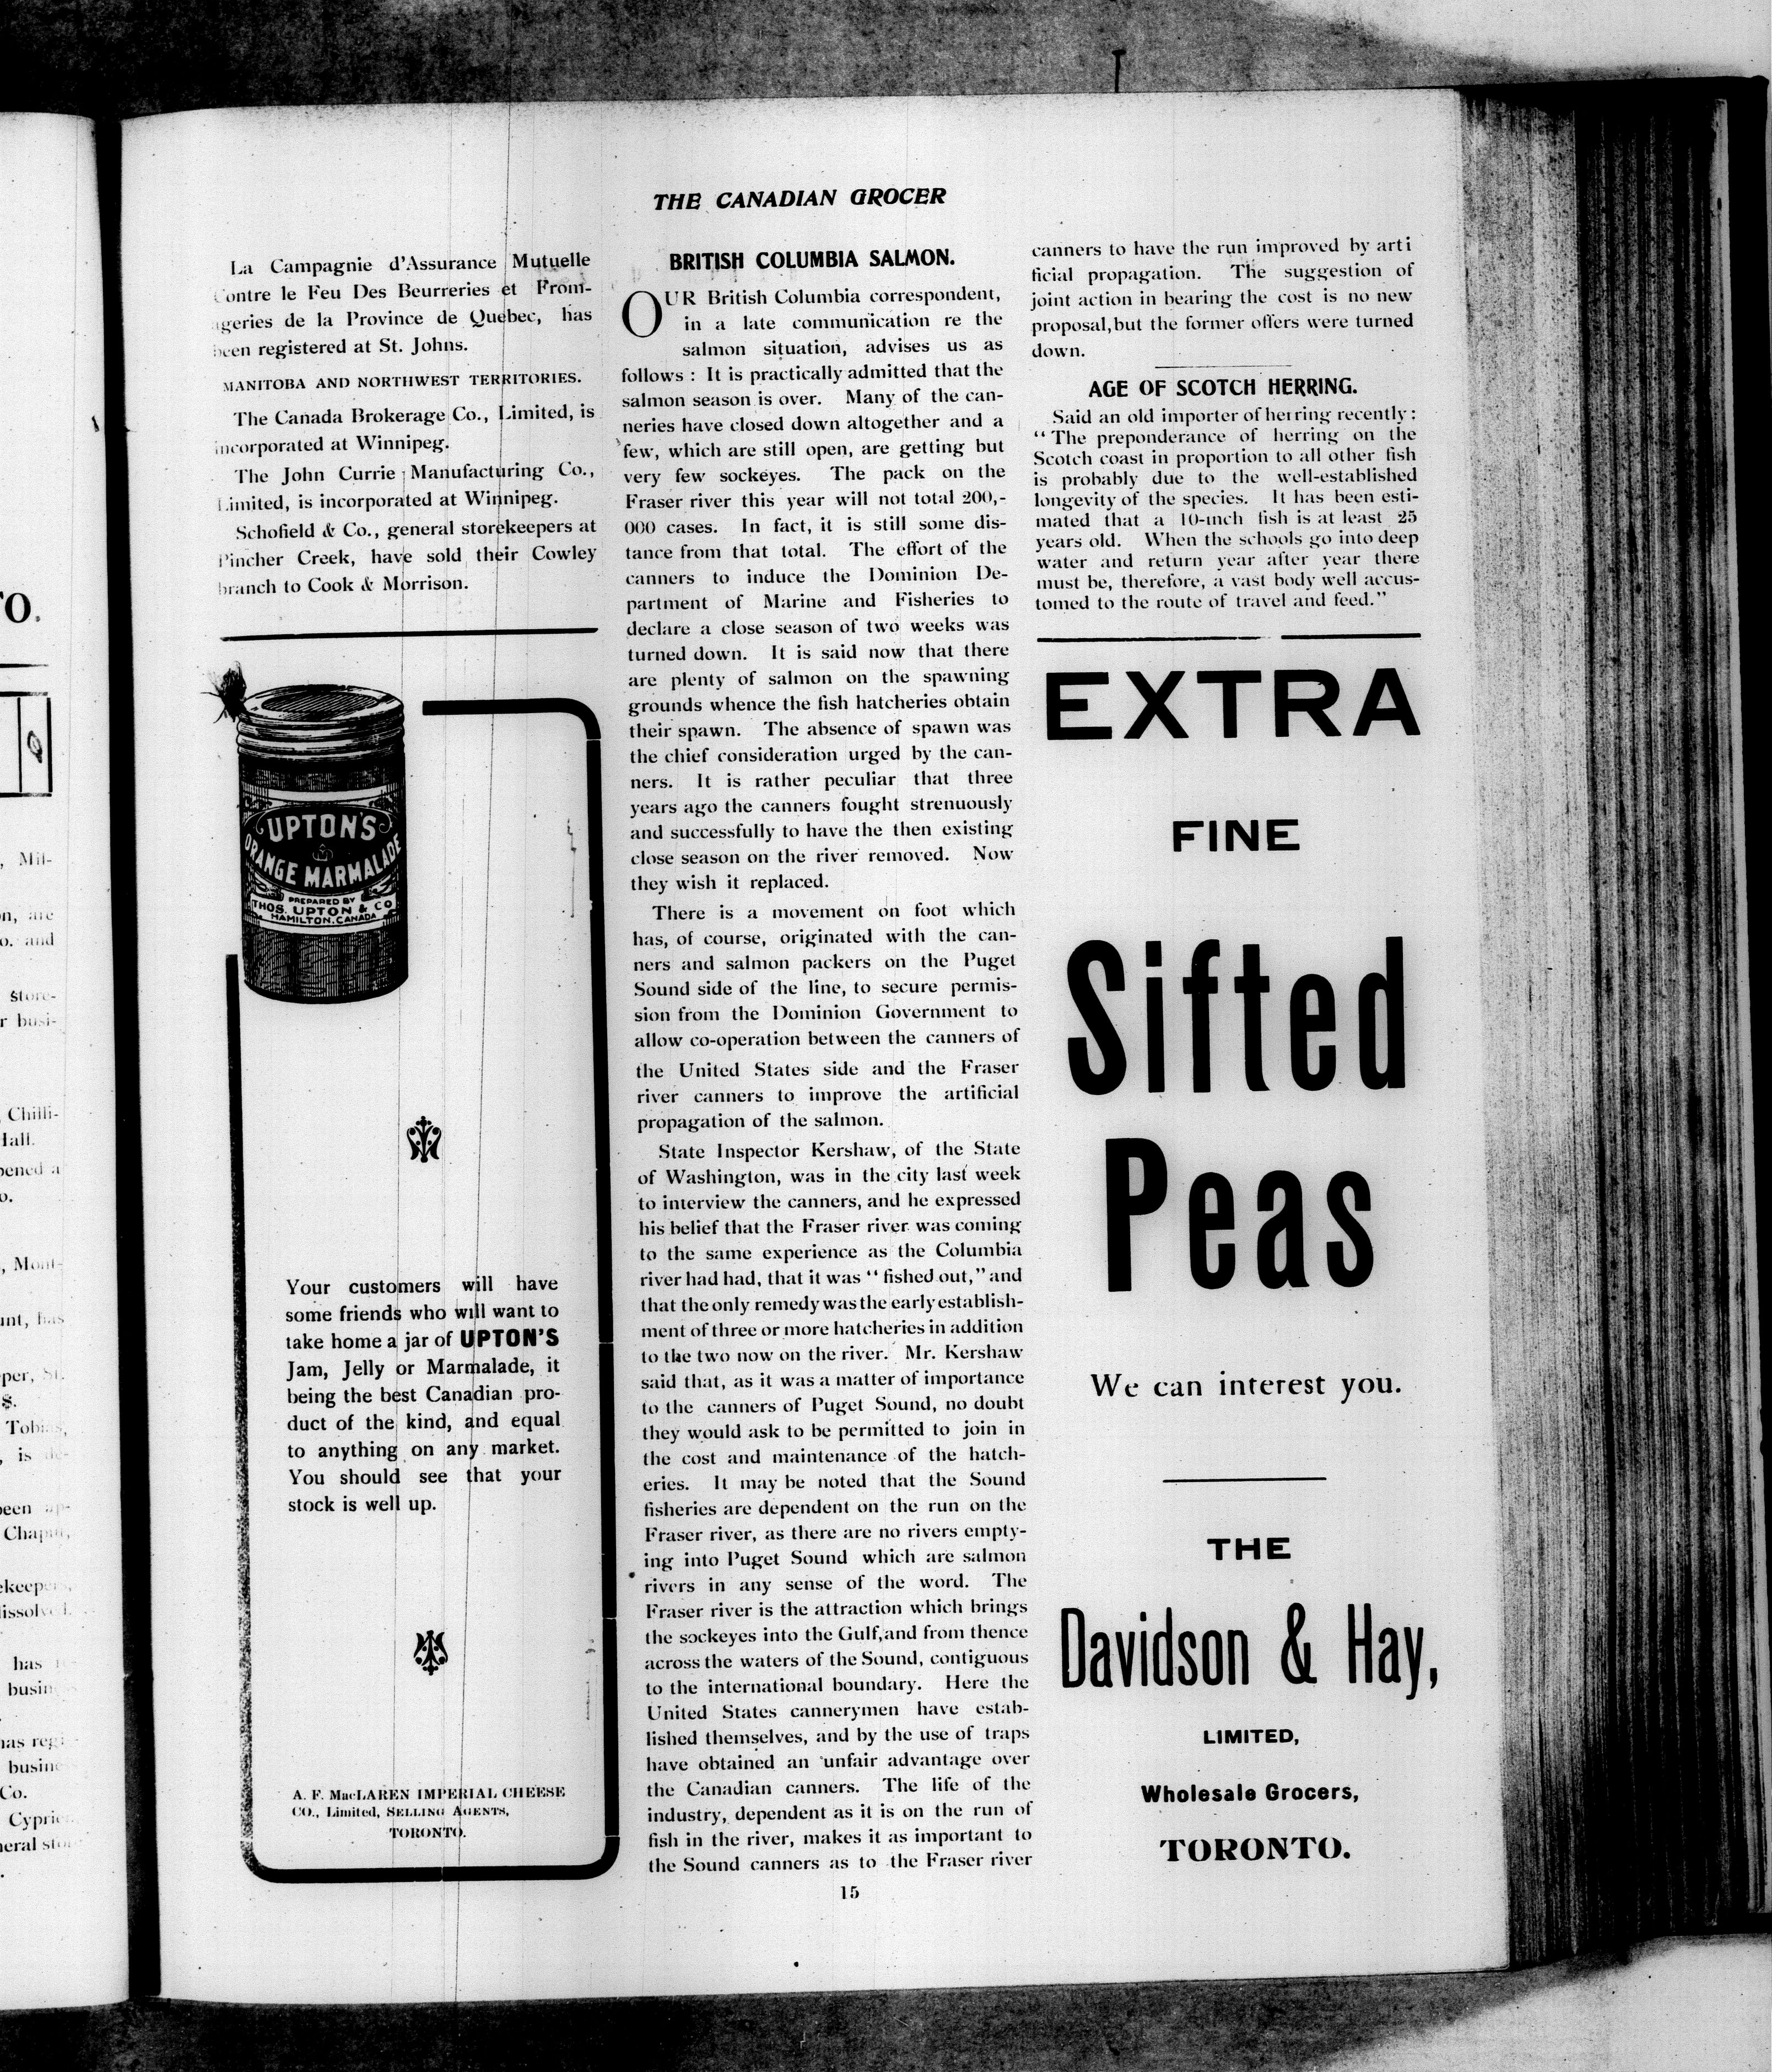 THE CANADIAN GROCER
La Campagnie d'Assurance Mutuelle
Contre le Feu Des Beurreries et From-
ageries de la Province de Quebec, has
been registered at St. Johns.
MANITOBA AND NORTHWEST TERRITORIES.
The Canada Brokerage Co., Limited, is
incorporated at Winnipeg.
The John Currie Manufacturing Co.,
Limited, is incorporated at Winnipeg.
Schofield & Co., general storekeepers at
Pincher Creek, have sold their Cowley
branch to Cook & Morrison.
UPTON'S
ORANGE MARMALADE
PREPARED BY
THOS. UPTON & CO
HAMILTON, CANADA
Your customers will have
some friends who will want to
take home a jar of UPTON'S
Jam, Jelly or Marmalade, it
being the best Canadian pro-
duct of the kind, and equal
to anything on any market.
You should see that your
stock is well up.
A. F. MacLAREN IMPERIAL CHEESE
CO., Limited, SELLING AGENTS,
TORONTO.
BRITISH COLUMBIA SALMON.
OUR British Columbia correspondent,
in a late communication re the
salmon situation, advises us as
follows : It is practically admitted that the
salmon season is over. Many of the can-
neries have closed down altogether and a
few, which are still open, are getting but
very few sockeyes. The pack on the
Fraser river this year will not total 200,-
000 cases. In fact, it is still some dis-
tance from that total. The effort of the
canners to induce the Dominion De-
partment of Marine and Fisheries to
declare a close season of two weeks was
turned down. It is said now that there
are plenty of salmon on the spawning
grounds whence the fish hatcheries obtain
their spawn. The absence of spawn was
the chief consideration urged by the can-
ners. It is rather peculiar that three
years ago the canners fought strenuously
and successfully to have the then existing
close season on the river removed. Now
they wish it replaced.
There is a movement on foot which
has, of course, originated with the can-
ners and salmon packers on the Puget
Sound side of the line, to secure permis-
sion from the Dominion Government to
allow co-operation between the canners of
the United States side and the Fraser
river canners to improve the artificial
propagation of the salmon.
State Inspector Kershaw, of the State
of Washington, was in the city last week
to interview the canners, and he expressed
his belief that the Fraser river was coming
to the same experience as the Columbia
river had had, that it was "fished out," and
that the only remedy was the early establish-
ment of three or more hatcheries in addition
to the two now on the river. Mr. Kershaw
said that, as it was a matter of importance
to the canners of Puget Sound, no doubt
they would ask to be permitted to join in
the cost and maintenance of the hatch-
eries. It may be noted that the Sound
fisheries are dependent on the run on the
Fraser river, as there are no rivers empty-
ing into Puget Sound which are salmon
rivers in any sense of the word. The
Fraser river is the attraction which brings
the sockeyes into the Gulf, and from thence
across the waters of the Sound, contiguous
to the international boundary. Here the
United States cannerymen have estab-
lished themselves, and by the use of traps
have obtained an unfair advantage over
the Canadian canners. The life of the
industry, dependent as it is on the run of
fish in the river, makes it as important to
the Sound canners as to the Fraser river
canners to have the run improved by arti
ficial propagation. The suggestion of
joint action in bearing the cost is no new
proposal, but the former offers were turned
down.
AGE OF SCOTCH HERRING.
Said an old importer of herring recently:
"The preponderance of herring on the
Scotch coast in proportion to all other fish
is probably due to the well-established
longevity of the species. It has been esti-
mated that a 10-inch fish is at least 25
years old. When the schools go into deep
water and return year after year there
must be, therefore, a vast body well accus-
tomed to the route of travel and feed."
EXTRA
FINE
Sifted
Peas
We can interest you.
THE
Davidson & Hay,
LIMITED,
Wholesale Grocers,
TORONTO.
15